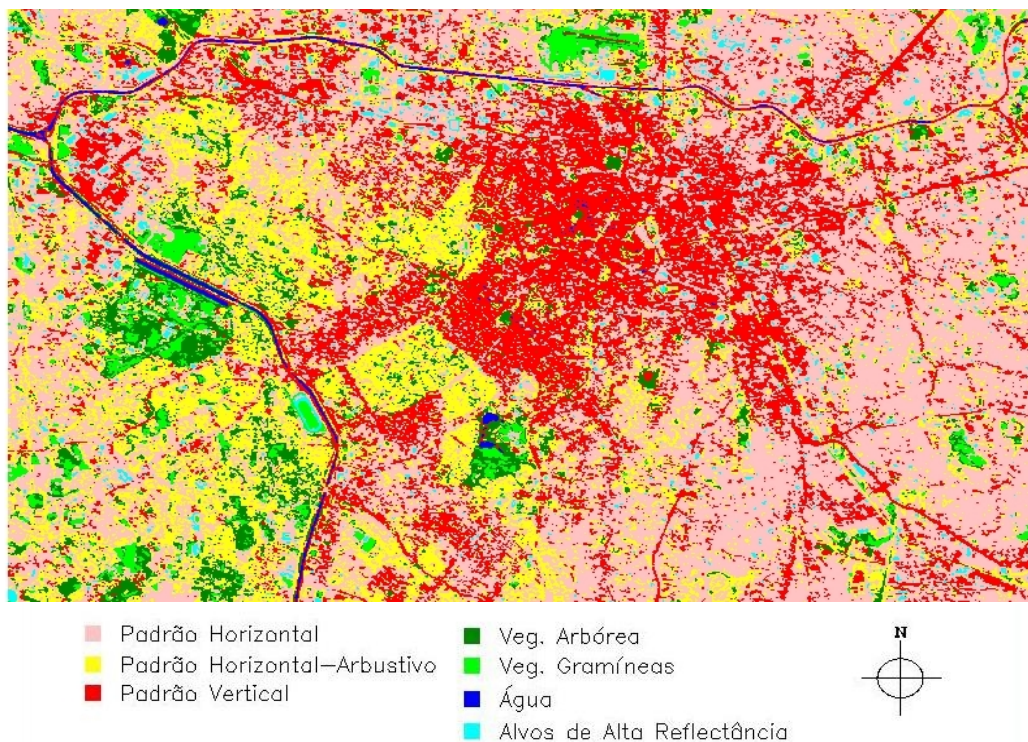 Padrão Horizontal
Padrão Horizontal-Arbustivo
Padrão Vertical
Veg. Arbórea
Veg. Gramíneas
Água
Alvos de Alta Reflectância
N